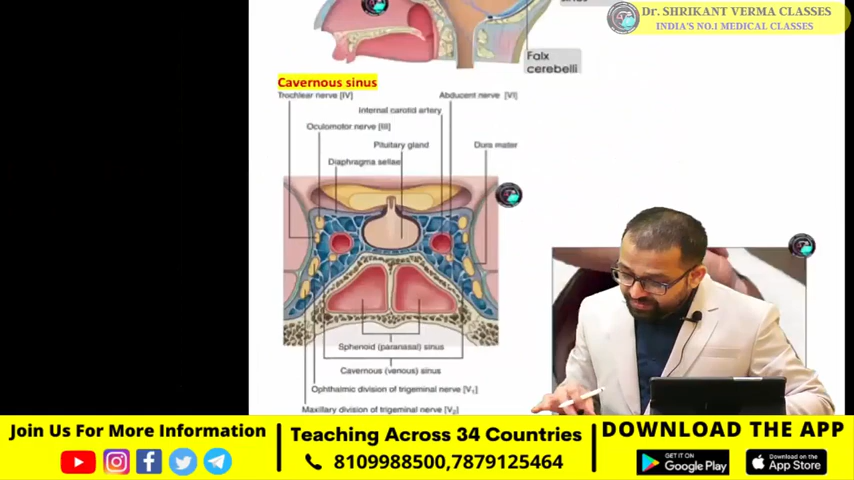 Dr. SHRIKANT VERMA CLASSES
INDIA'S NO.1 MEDICAL CLASSES
Falx
cerebelli
Cavernous sinus
Trochlear nerve [IV]
Abducent nerve [VI]
Internal carotid artery
Oculomotor nerve [III]
Pituitary gland
Dura mater
Diaphragma sellae
Sphenoid (paranasal) sinus
Cavernous (venous) sinus
Ophthalmic division of trigeminal nerve [V1]
Maxillary division of trigeminal nerve [V2]
Join Us For More Information
Teaching Across 34 Countries
8109988500,7879125464
DOWNLOAD THE APP
GET IT ON
Google Play
Download on the
App Store